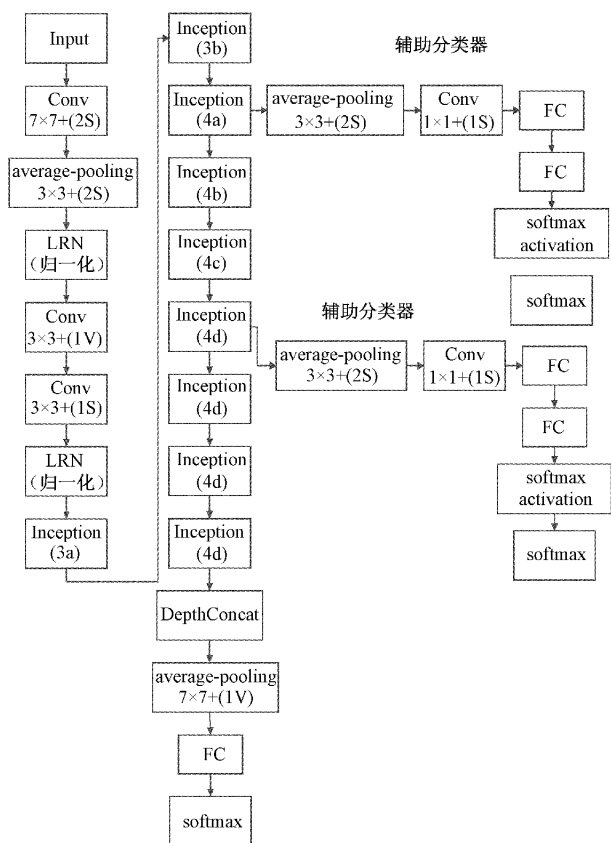 Input
Conv
7×7+(2S)
average-pooling
3×3+(2S)
LRN
(归一化)
Conv
3×3+(1V)
Conv
3×3+(1S)
LRN
(归一化)
Inception
(3a)
Inception
(3b)
Inception
(4a)
Inception
(4b)
Inception
(4c)
Inception
(4d)
Inception
(4d)
Inception
(4d)
Inception
(4d)
DepthConcat
average-pooling
7×7+(1V)
FC
softmax
辅助分类器
average-pooling
3×3+(2S)
Conv
1×1+(1S)
FC
FC
softmax
activation
softmax
辅助分类器
average-pooling
3×3+(2S)
Conv
1×1+(1S)
FC
FC
softmax
activation
softmax